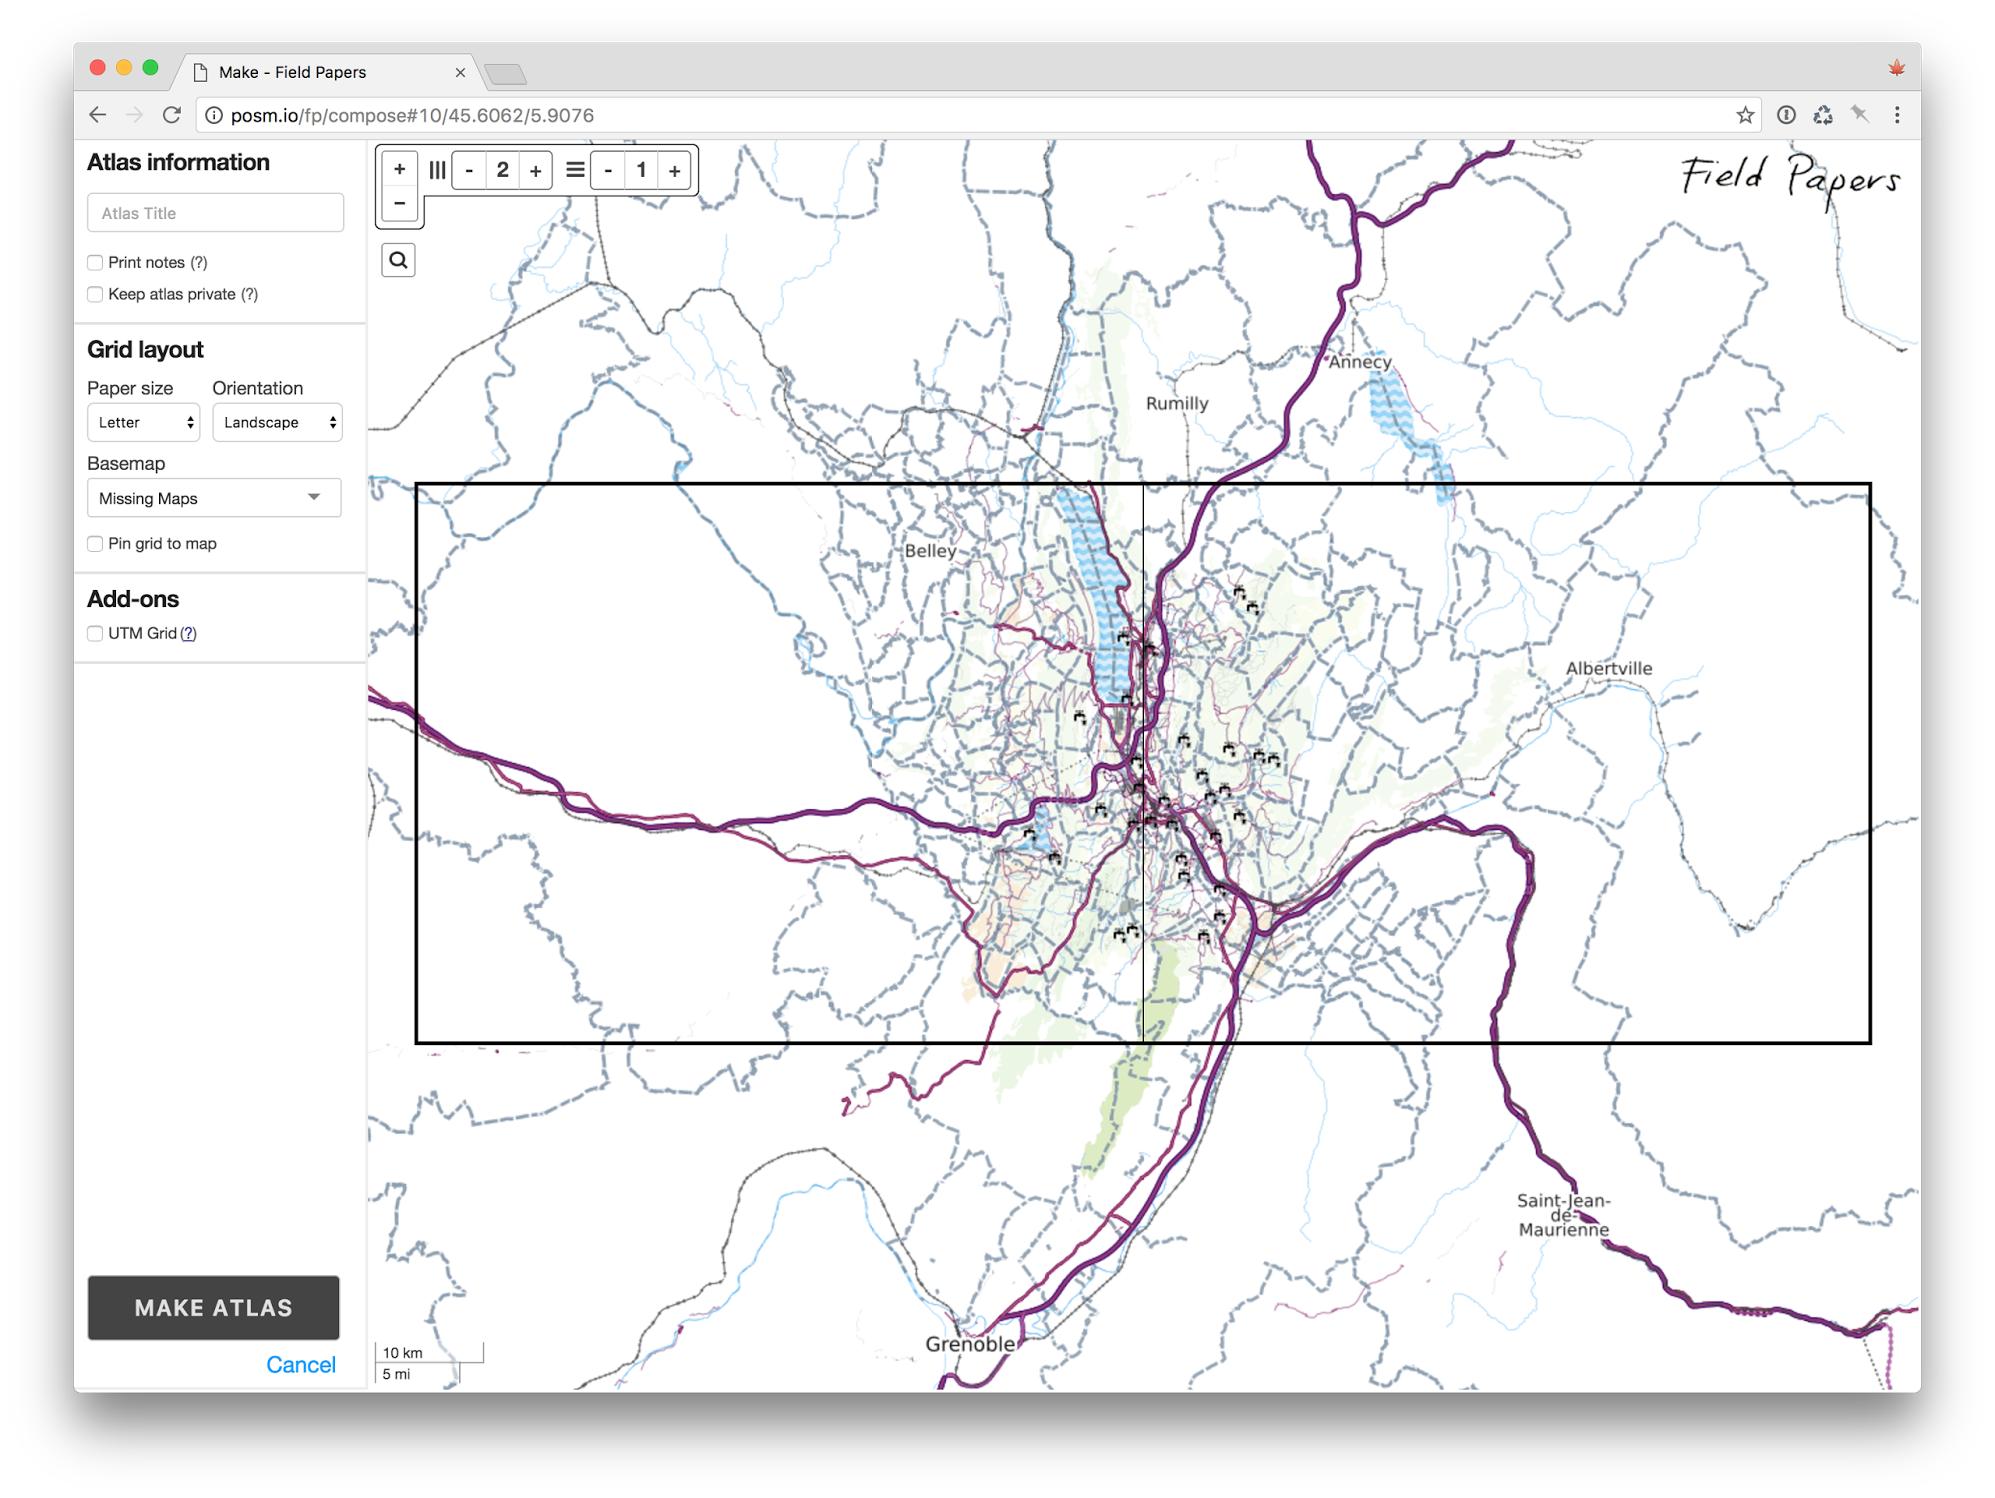 Make - Field Papers
posm.io/fp/compose#10/45.6062/5.9076
Atlas information
Atlas Title
Print notes (?)
Keep atlas private (?)
Grid layout
Paper size Orientation
Letter Landscape
Basemap
Missing Maps
Pin grid to map
Add-ons
UTM Grid (?)
MAKE ATLAS
Cancel
+ - 2 + - 1 +
-
Field Papers
Annecy
Rumilly
Belley
Albertville
Saint-Jean-
de-
Maurienne
Grenoble
10 km
5 mi